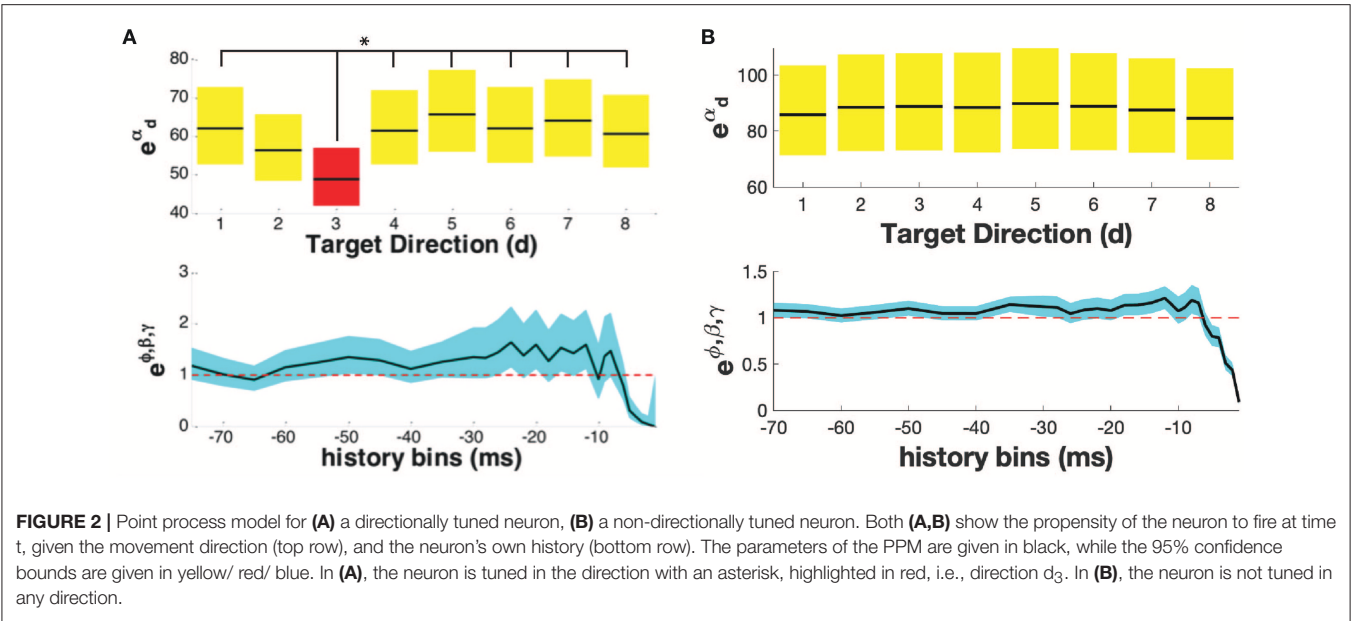 A
*
80
70
60
50
40
e^α_d
1 2 3 4 5 6 7 8
Target Direction (d)
3
2
1
0
e^ϕ,β,γ
-70 -60 -50 -40 -30 -20 -10
history bins (ms)
B
100
80
60
e^α_d
1 2 3 4 5 6 7 8
Target Direction (d)
1.5
1
0.5
0
e^ϕ,β,γ
-70 -60 -50 -40 -30 -20 -10
history bins (ms)
FIGURE 2 | Point process model for (A) a directionally tuned neuron, (B) a non-directionally tuned neuron. Both (A,B) show the propensity of the neuron to fire at time
t, given the movement direction (top row), and the neuron's own history (bottom row). The parameters of the PPM are given in black, while the 95% confidence
bounds are given in yellow/ red/ blue. In (A), the neuron is tuned in the direction with an asterisk, highlighted in red, i.e., direction d₃. In (B), the neuron is not tuned in
any direction.